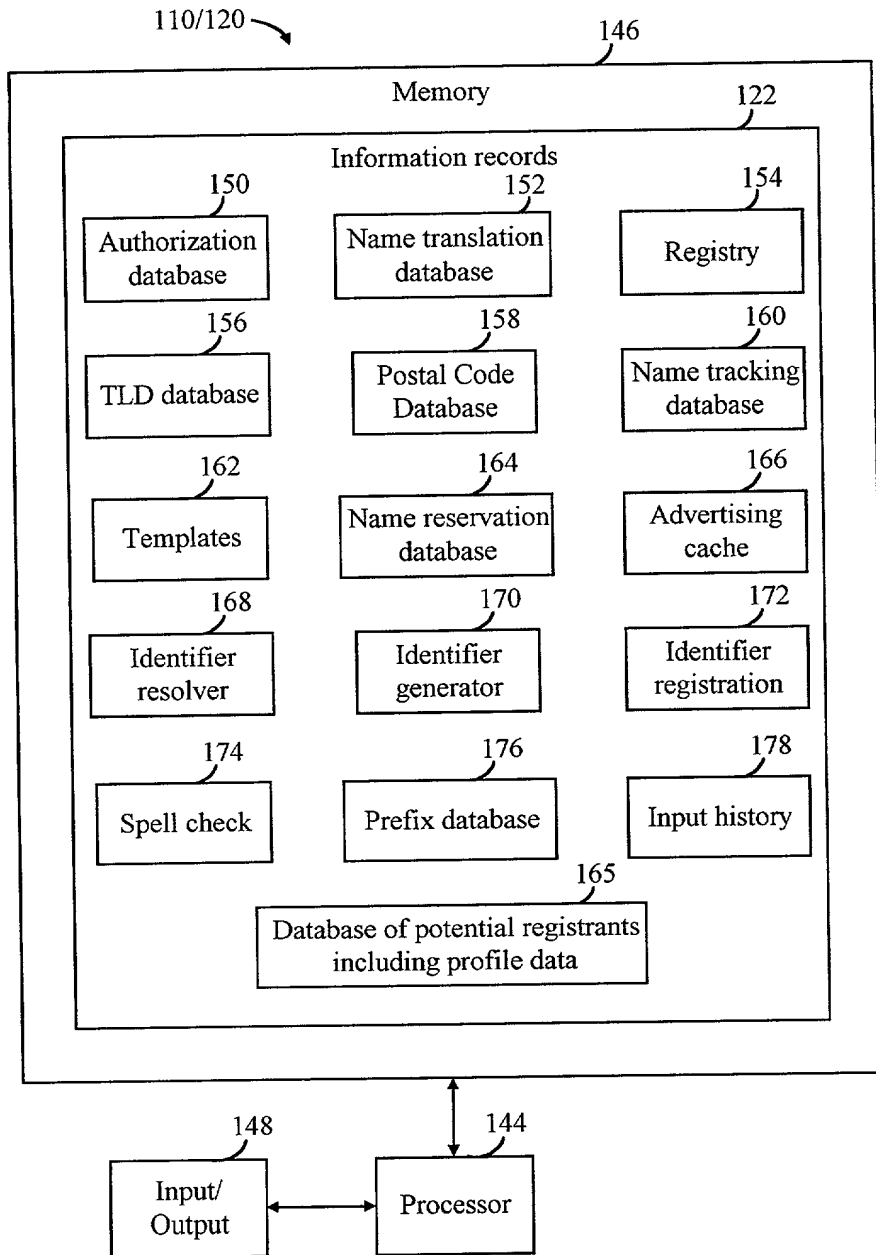 110/120
146
Memory
122
Information records
150
152
154
Authorization
database
Name translation
database
Registry
156
158
160
TLD database
Postal Code
Database
Name tracking
database
162
164
166
Templates
Name reservation
database
Advertising
cache
168
170
172
Identifier
resolver
Identifier
generator
Identifier
registration
174
176
178
Spell check
Prefix database
Input history
165
Database of potential registrants
including profile data
148
144
Input/
Output
Processor